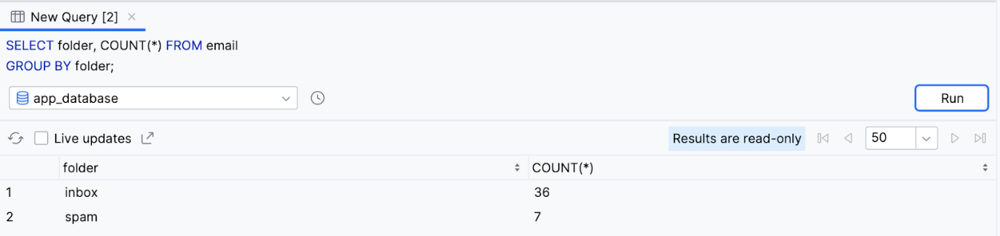 New Query [2]
SELECT folder, COUNT(*) FROM email
GROUP BY folder;
app_database
Run
Live updates
Results are read-only
50
folder COUNT(*)
1 inbox 36
2 spam 7